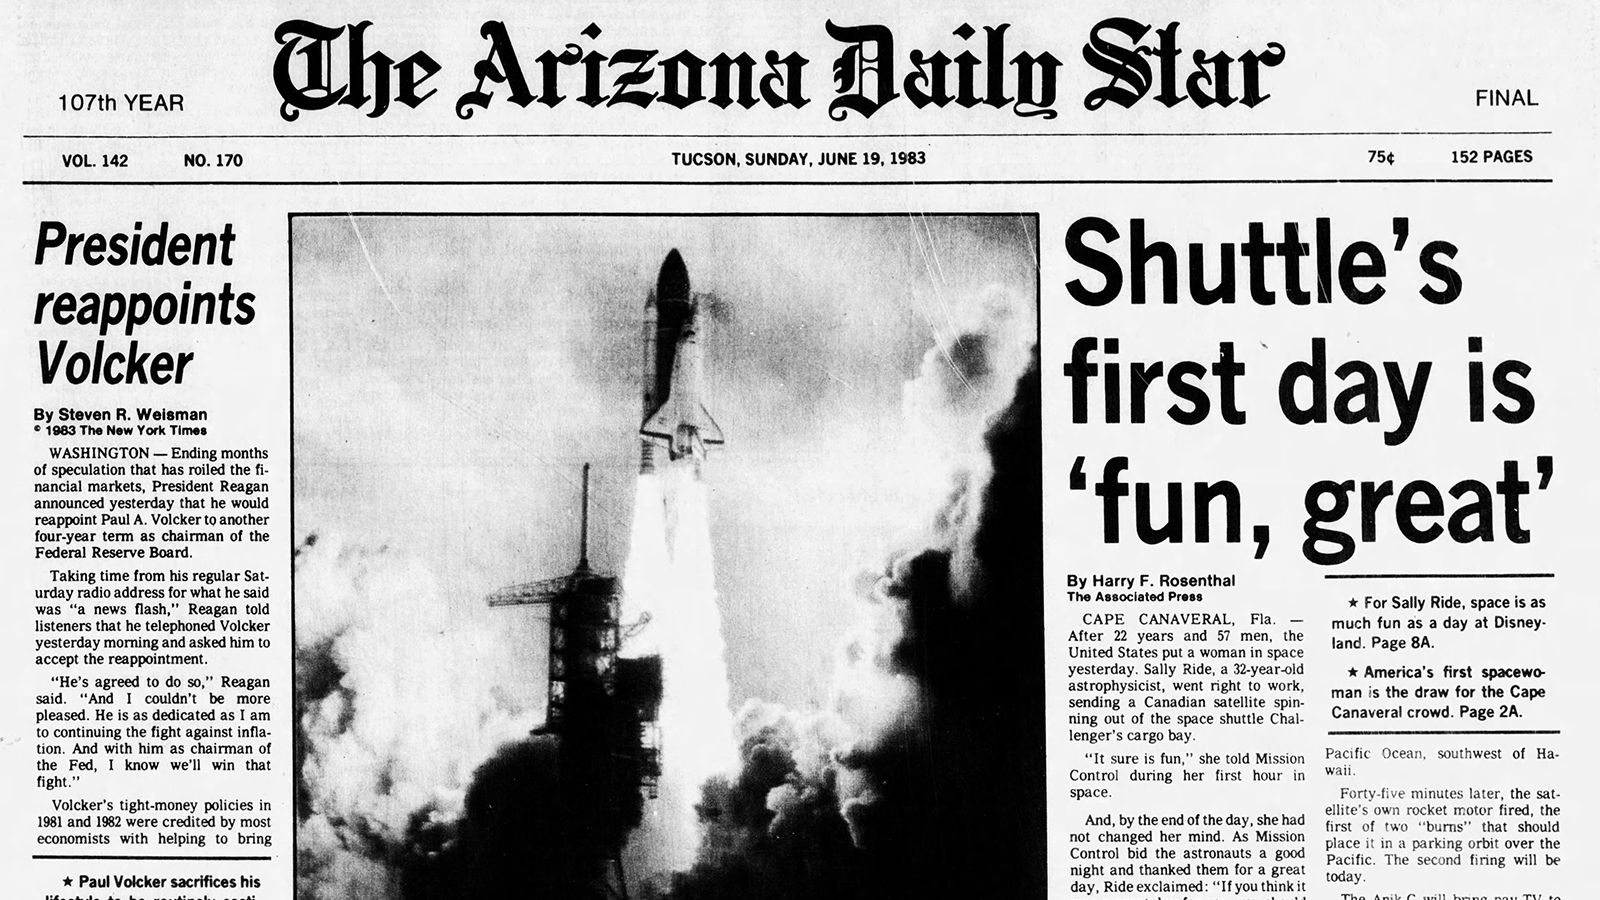 The Arizona Daily Star
107th YEAR
FINAL
VOL. 142 NO. 170 TUCSON, SUNDAY, JUNE 19, 1983 75¢ 152 PAGES
President
reappoints
Volcker
By Steven R. Weisman
© 1983 The New York Times
WASHINGTON — Ending months
of speculation that has roiled the fi-
nancial markets, President Reagan
announced yesterday that he would
reappoint Paul A. Volcker to another
four-year term as chairman of the
Federal Reserve Board.
Taking time from his regular Sat-
urday radio address for what he said
was "a news flash," Reagan told
listeners that he telephoned Volcker
yesterday morning and asked him to
accept the reappointment.
"He's agreed to do so," Reagan
said. "And I couldn't be more
pleased. He is as dedicated as I am
to continuing the fight against infla-
tion. And with him as chairman of
the Fed, I know we'll win that
fight."
Volcker's tight-money policies in
1981 and 1982 were credited by most
economists with helping to bring
★ Paul Volcker sacrifices his
Shuttle's
first day is
'fun, great'
By Harry F. Rosenthal
The Associated Press
CAPE CANAVERAL, Fla. —
After 22 years and 57 men, the
United States put a woman in space
yesterday. Sally Ride, a 32-year-old
astrophysicist, went right to work,
sending a Canadian satellite spin-
ning out of the space shuttle Chal-
lenger's cargo bay.
"It sure is fun," she told Mission
Control during her first hour in
space.
And, by the end of the day, she had
not changed her mind. As Mission
Control bid the astronauts a good
night and thanked them for a great
day, Ride exclaimed: "If you think it
★ For Sally Ride, space is as
much fun as a day at Disney-
land. Page 8A.
★ America's first spacewo-
man is the draw for the Cape
Canaveral crowd. Page 2A.
Pacific Ocean, southwest of Ha-
waii.
Forty-five minutes later, the sat-
ellite's own rocket motor fired, the
first of two "burns" that should
place it in a parking orbit over the
Pacific. The second firing will be
today.
The Anik C will bring pay-TV to